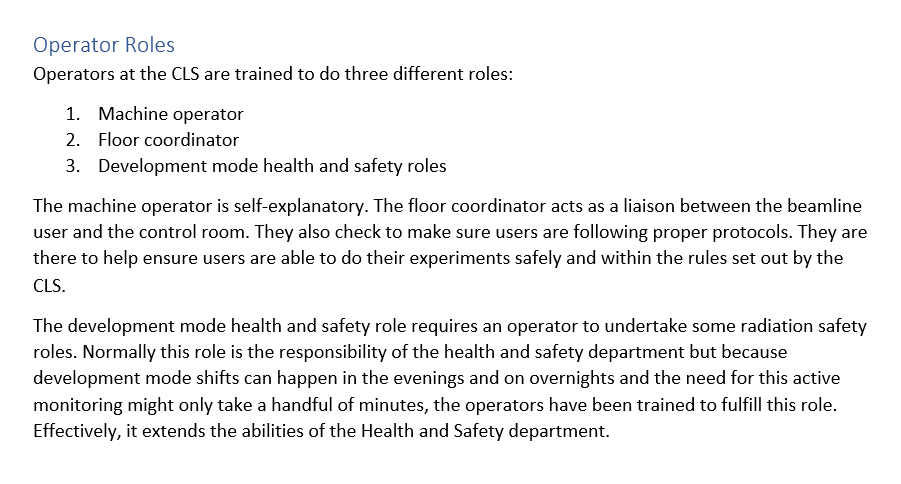 Operator Roles
Operators at the CLS are trained to do three different roles:
1. Machine operator
2. Floor coordinator
3. Development mode health and safety roles
The machine operator is self-explanatory. The floor coordinator acts as a liaison between the beamline
user and the control room. They also check to make sure users are following proper protocols. They are
there to help ensure users are able to do their experiments safely and within the rules set out by the
CLS.
The development mode health and safety role requires an operator to undertake some radiation safety
roles. Normally this role is the responsibility of the health and safety department but because
development mode shifts can happen in the evenings and on overnights and the need for this active
monitoring might only take a handful of minutes, the operators have been trained to fulfill this role.
Effectively, it extends the abilities of the Health and Safety department.